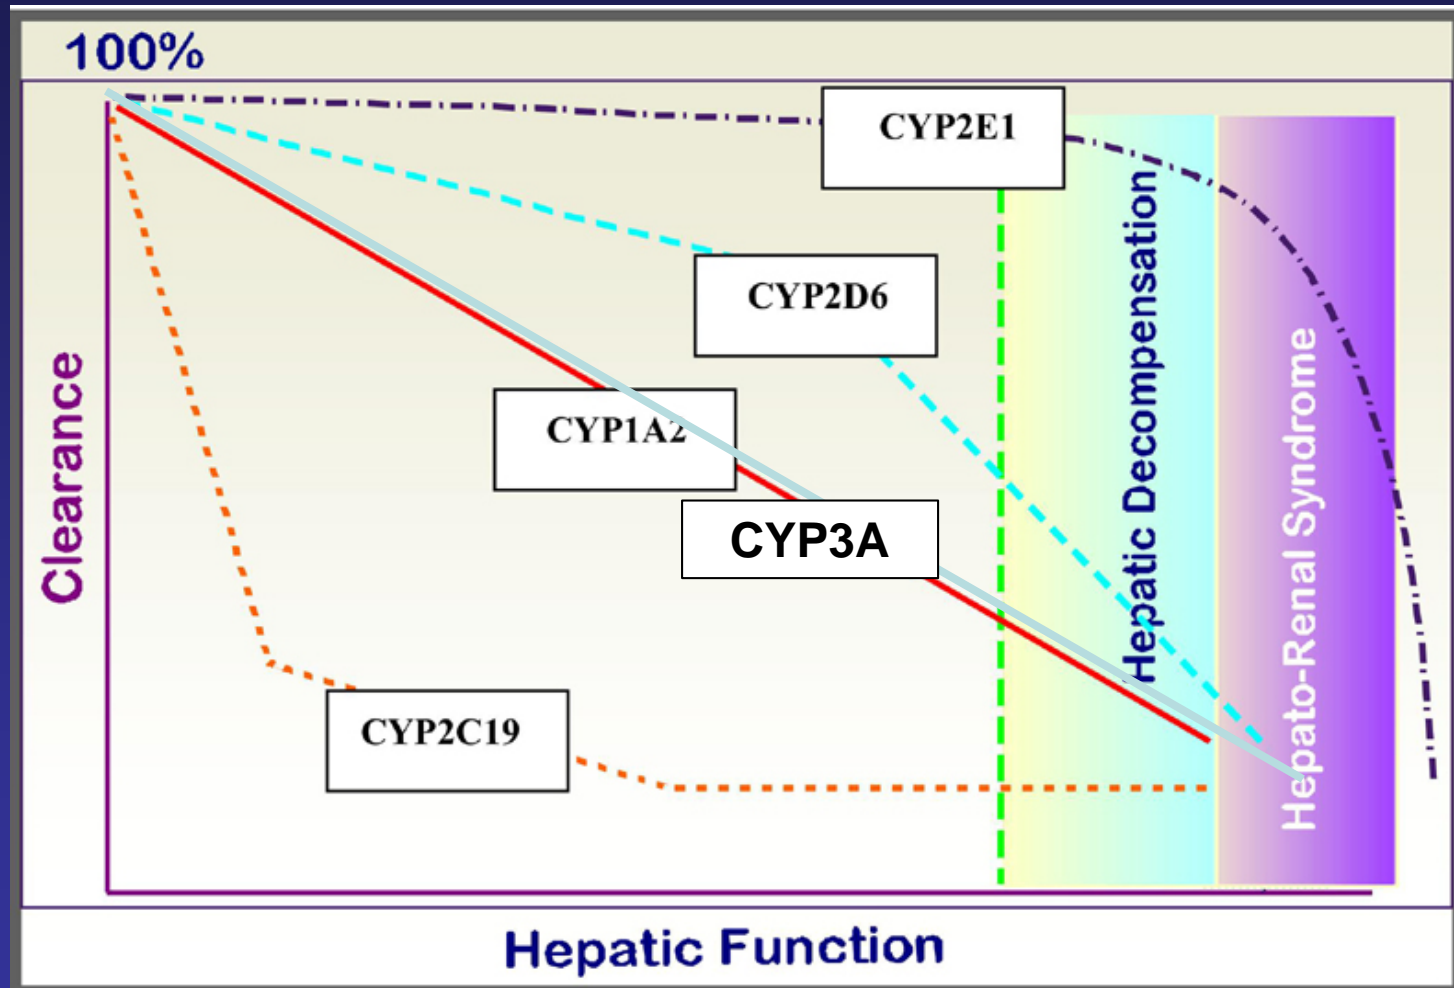 100%
CYP2E1
CYP2D6
CYP1A2
CYP3A
CYP2C19
Clearance
Hepatic Decompensation
Hepato-Renal Syndrome
Hepatic Function